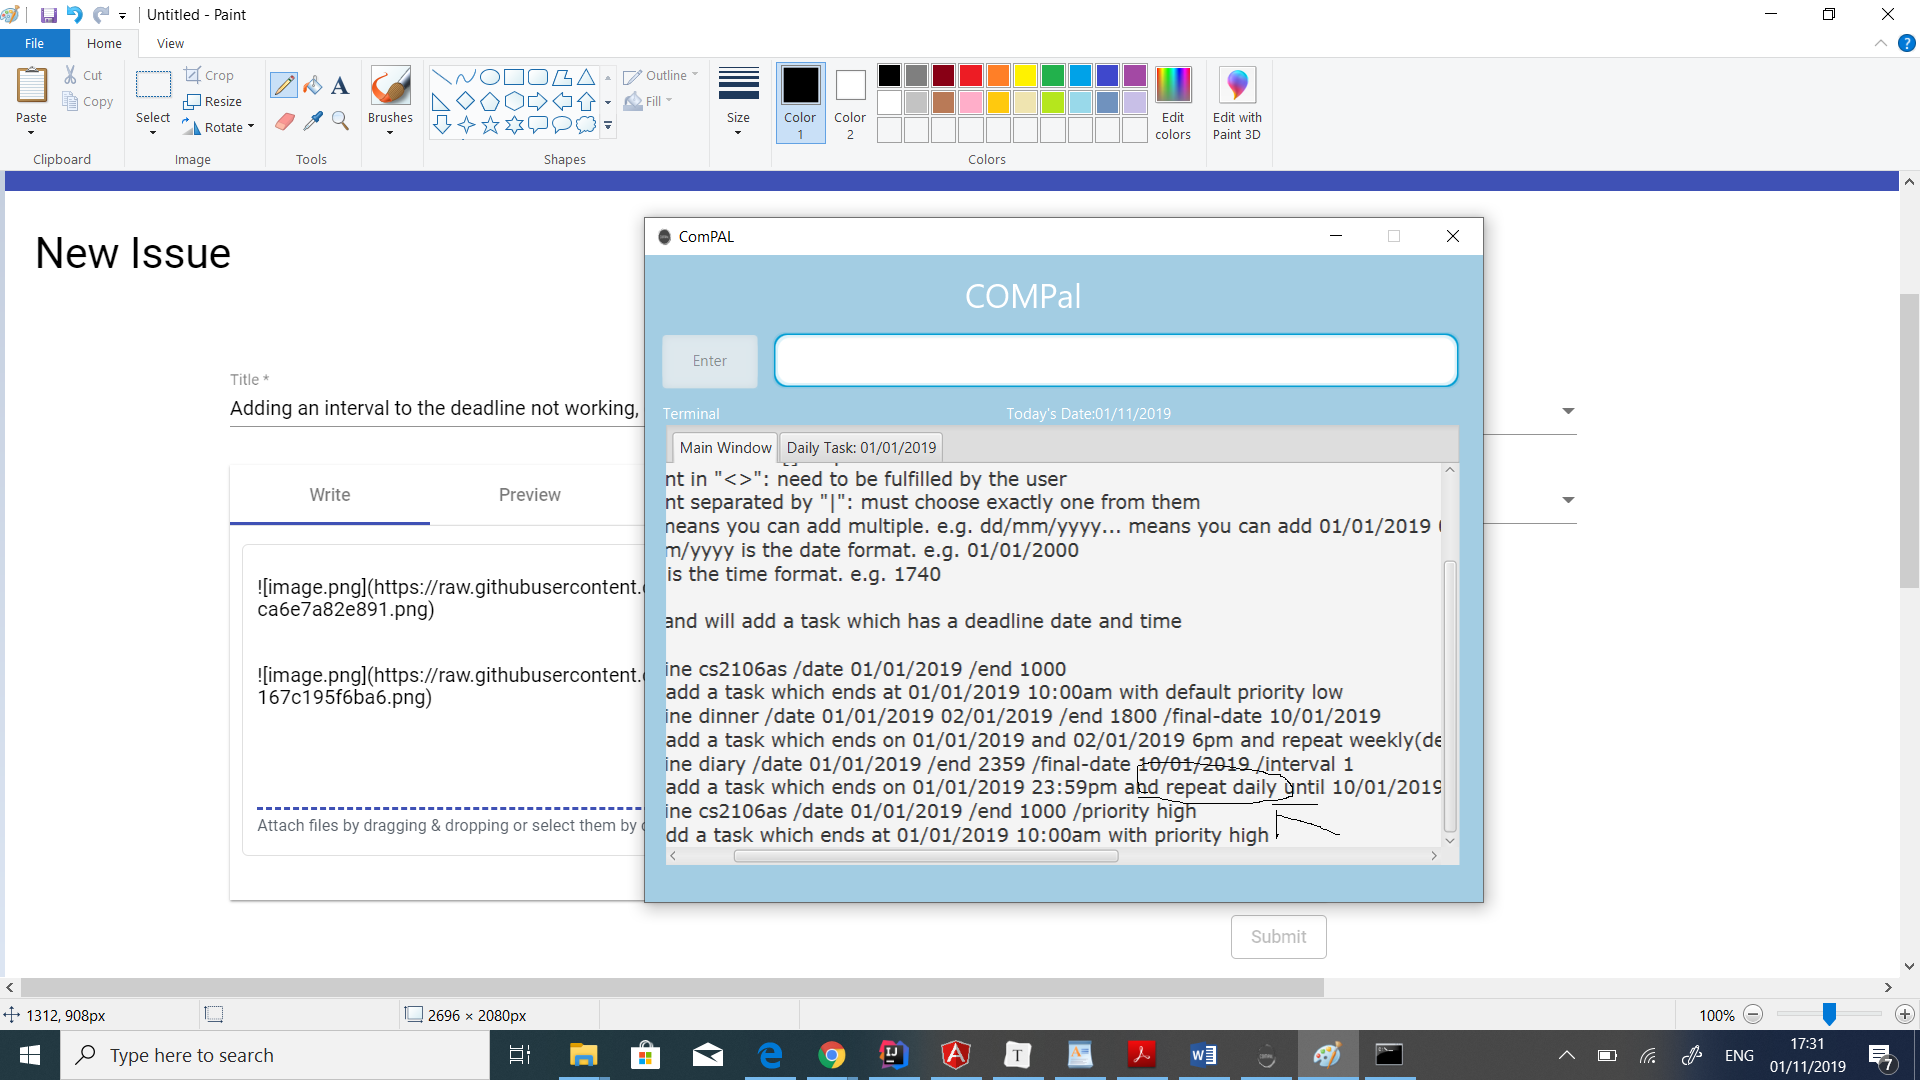 Untitled - Paint
File Home View
Paste
Cut
Copy
Clipboard
Select
Crop
Resize
Rotate
Image
Tools
Brushes
Shapes
Outline
Fill
Size
Color 1
Color 2
Edit colors
Colors
Edit with Paint 3D
New Issue
Title *
Adding an interval to the deadline not working,
Write Preview
![image.png](https://raw.githubusercontent.
ca6e7a82e891.png)
![image.png](https://raw.githubusercontent.
167c195f6ba6.png)
Attach files by dragging & dropping or select them by
Submit
ComPAL
COMPal
Enter
Terminal Today's Date:01/11/2019
Main Window Daily Task: 01/01/2019
nt in "<>": need to be fulfilled by the user
nt separated by "|": must choose exactly one from them
means you can add multiple. e.g. dd/mm/yyyy... means you can add 01/01/2019
m/yyyy is the date format. e.g. 01/01/2000
is the time format. e.g. 1740
and will add a task which has a deadline date and time
ine cs2106as /date 01/01/2019 /end 1000
add a task which ends at 01/01/2019 10:00am with default priority low
ine dinner /date 01/01/2019 02/01/2019 /end 1800 /final-date 10/01/2019
add a task which ends on 01/01/2019 and 02/01/2019 6pm and repeat weekly(de
ine diary /date 01/01/2019 /end 2359 /final-date 10/01/2019 /interval 1
add a task which ends on 01/01/2019 23:59pm and repeat daily until 10/01/2019
ine cs2106as /date 01/01/2019 /end 1000 /priority high
dd a task which ends at 01/01/2019 10:00am with priority high
1312, 908px
2696 × 2080px
100%
Type here to search
ENG
17:31
01/11/2019
7